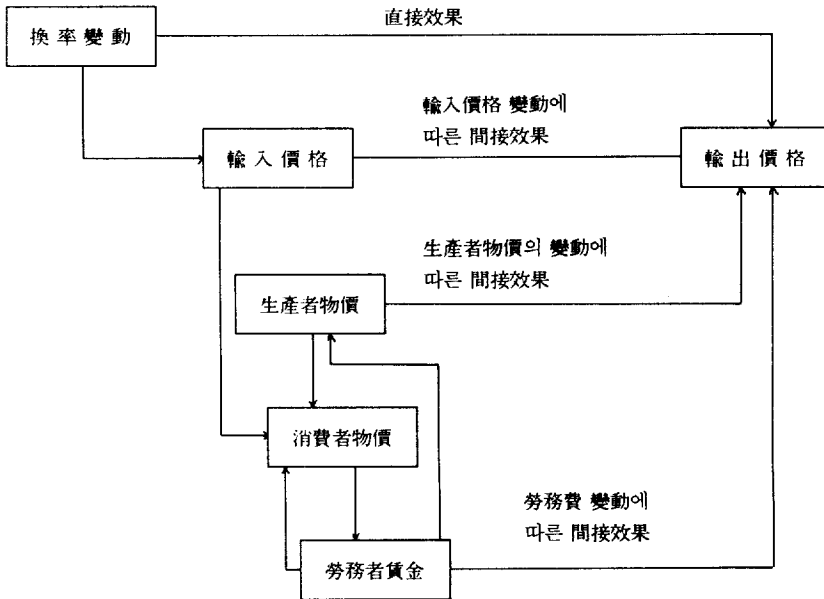 直接效果
換率變動
輸入價格 變動에
따른 間接效果
輸入價格
輸出價格
生産者物價의 變動에
따른 間接效果
生産者物價
消費者物價
勞務費 變動에
따른 間接效果
勞務者賃金